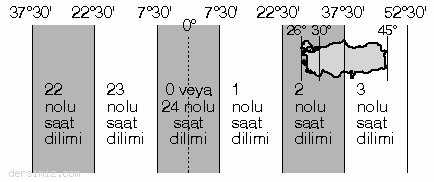 37°30' 22°30' 7°30' 7°30' 22°30' 37°30' 52°30'
0°
26° 30° 45°
22 nolu saat dilimi
23 nolu saat dilimi
0 veya 24 nolu saat dilimi
1 nolu saat dilimi
2 nolu saat dilimi
3 nolu saat dilimi
dersimiz.com